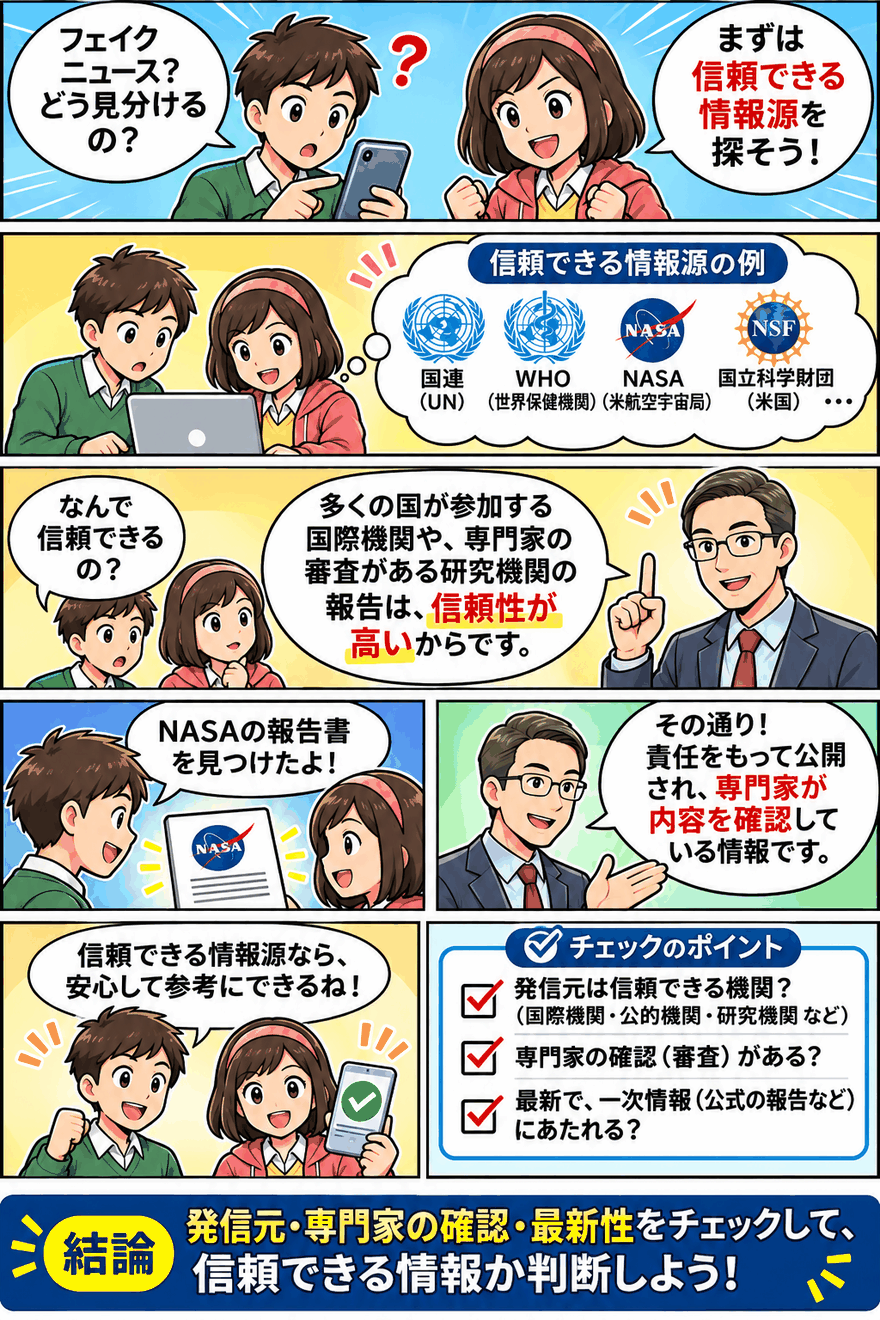 フェイク
ニュース？
どう見分ける
の？
？
まずは
信頼できる
情報源を
探そう！
信頼できる情報源の例
NASA
NSF
国連
（UN）
WHO
（世界保健機関）
NASA
（米航空宇宙局）
国立科学財団
（米国）
…
なんで
信頼できる
の？
多くの国が参加する
国際機関や、専門家の
審査がある研究機関の
報告は、信頼性が
高いからです。
NASAの報告書
を見つけたよ！
NASA
その通り！
責任をもって公開
され、専門家が
内容を確認して
いる情報です。
信頼できる情報源なら、
安心して参考にできるね！
チェックのポイント
発信元は信頼できる機関？
（国際機関・公的機関・研究機関 など）
専門家の確認（審査）がある？
最新で、一次情報（公式の報告など）
にあたれる？
結論
発信元・専門家の確認・最新性をチェックして、
信頼できる情報か判断しよう！